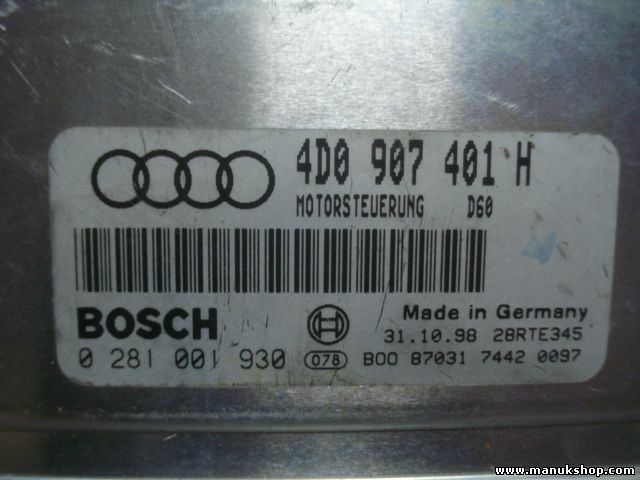 4D0 907 401 H
MOTORSTEUERUNG D60
BOSCH
Made in Germany
31.10.98 28RTE345
0 281 001 930 078 B00 87031 7442 0097
www.manukshop.com